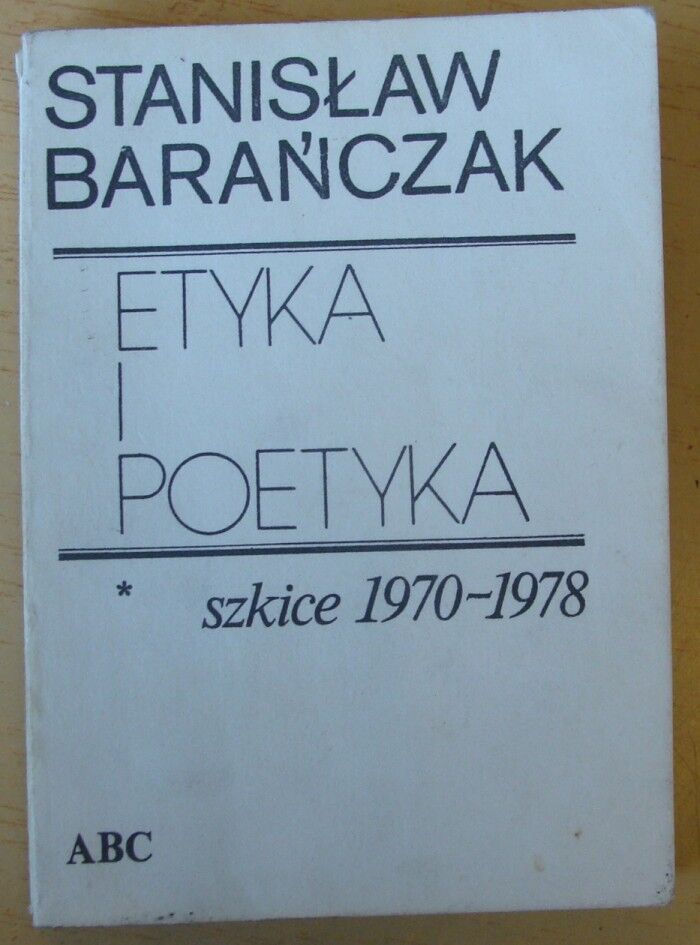 STANISŁAW
BARAŃCZAK
ETYKA
I
POETYKA
* szkice 1970-1978
ABC